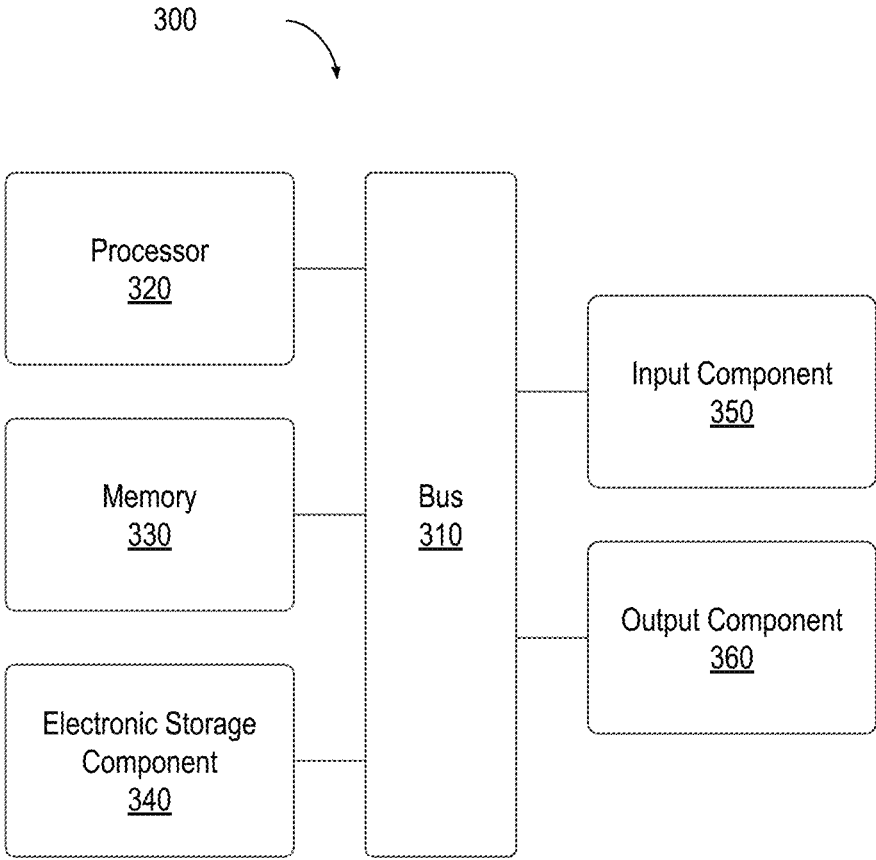 300
Processor
320
Memory
330
Electronic Storage
Component
340
Bus
310
Input Component
350
Output Component
360